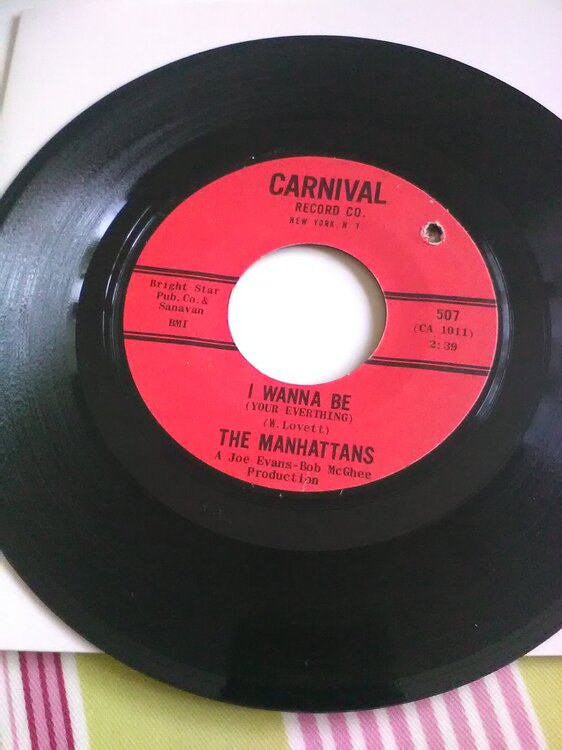 CARNIVAL
RECORD CO.
NEW YORK, N. Y.
Bright Star
Pub. Co. &
Sanavan
BMI
507
(CA 1011)
2:39
I WANNA BE
(YOUR EVERTHING)
(W. Lovett)
THE MANHATTANS
A Joe Evans-Bob McGhee
Production